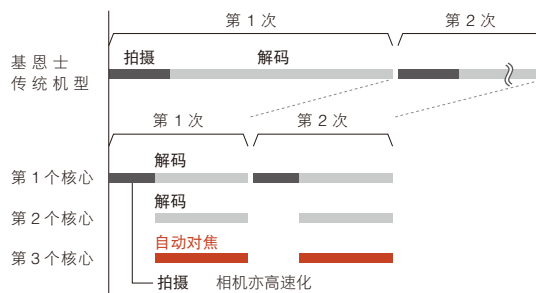 第1次 第2次
拍摄 解码
基恩士
传统机型
第1次 第2次
解码
第1个核心
解码
第2个核心
自动对焦
第3个核心
拍摄 相机亦高速化